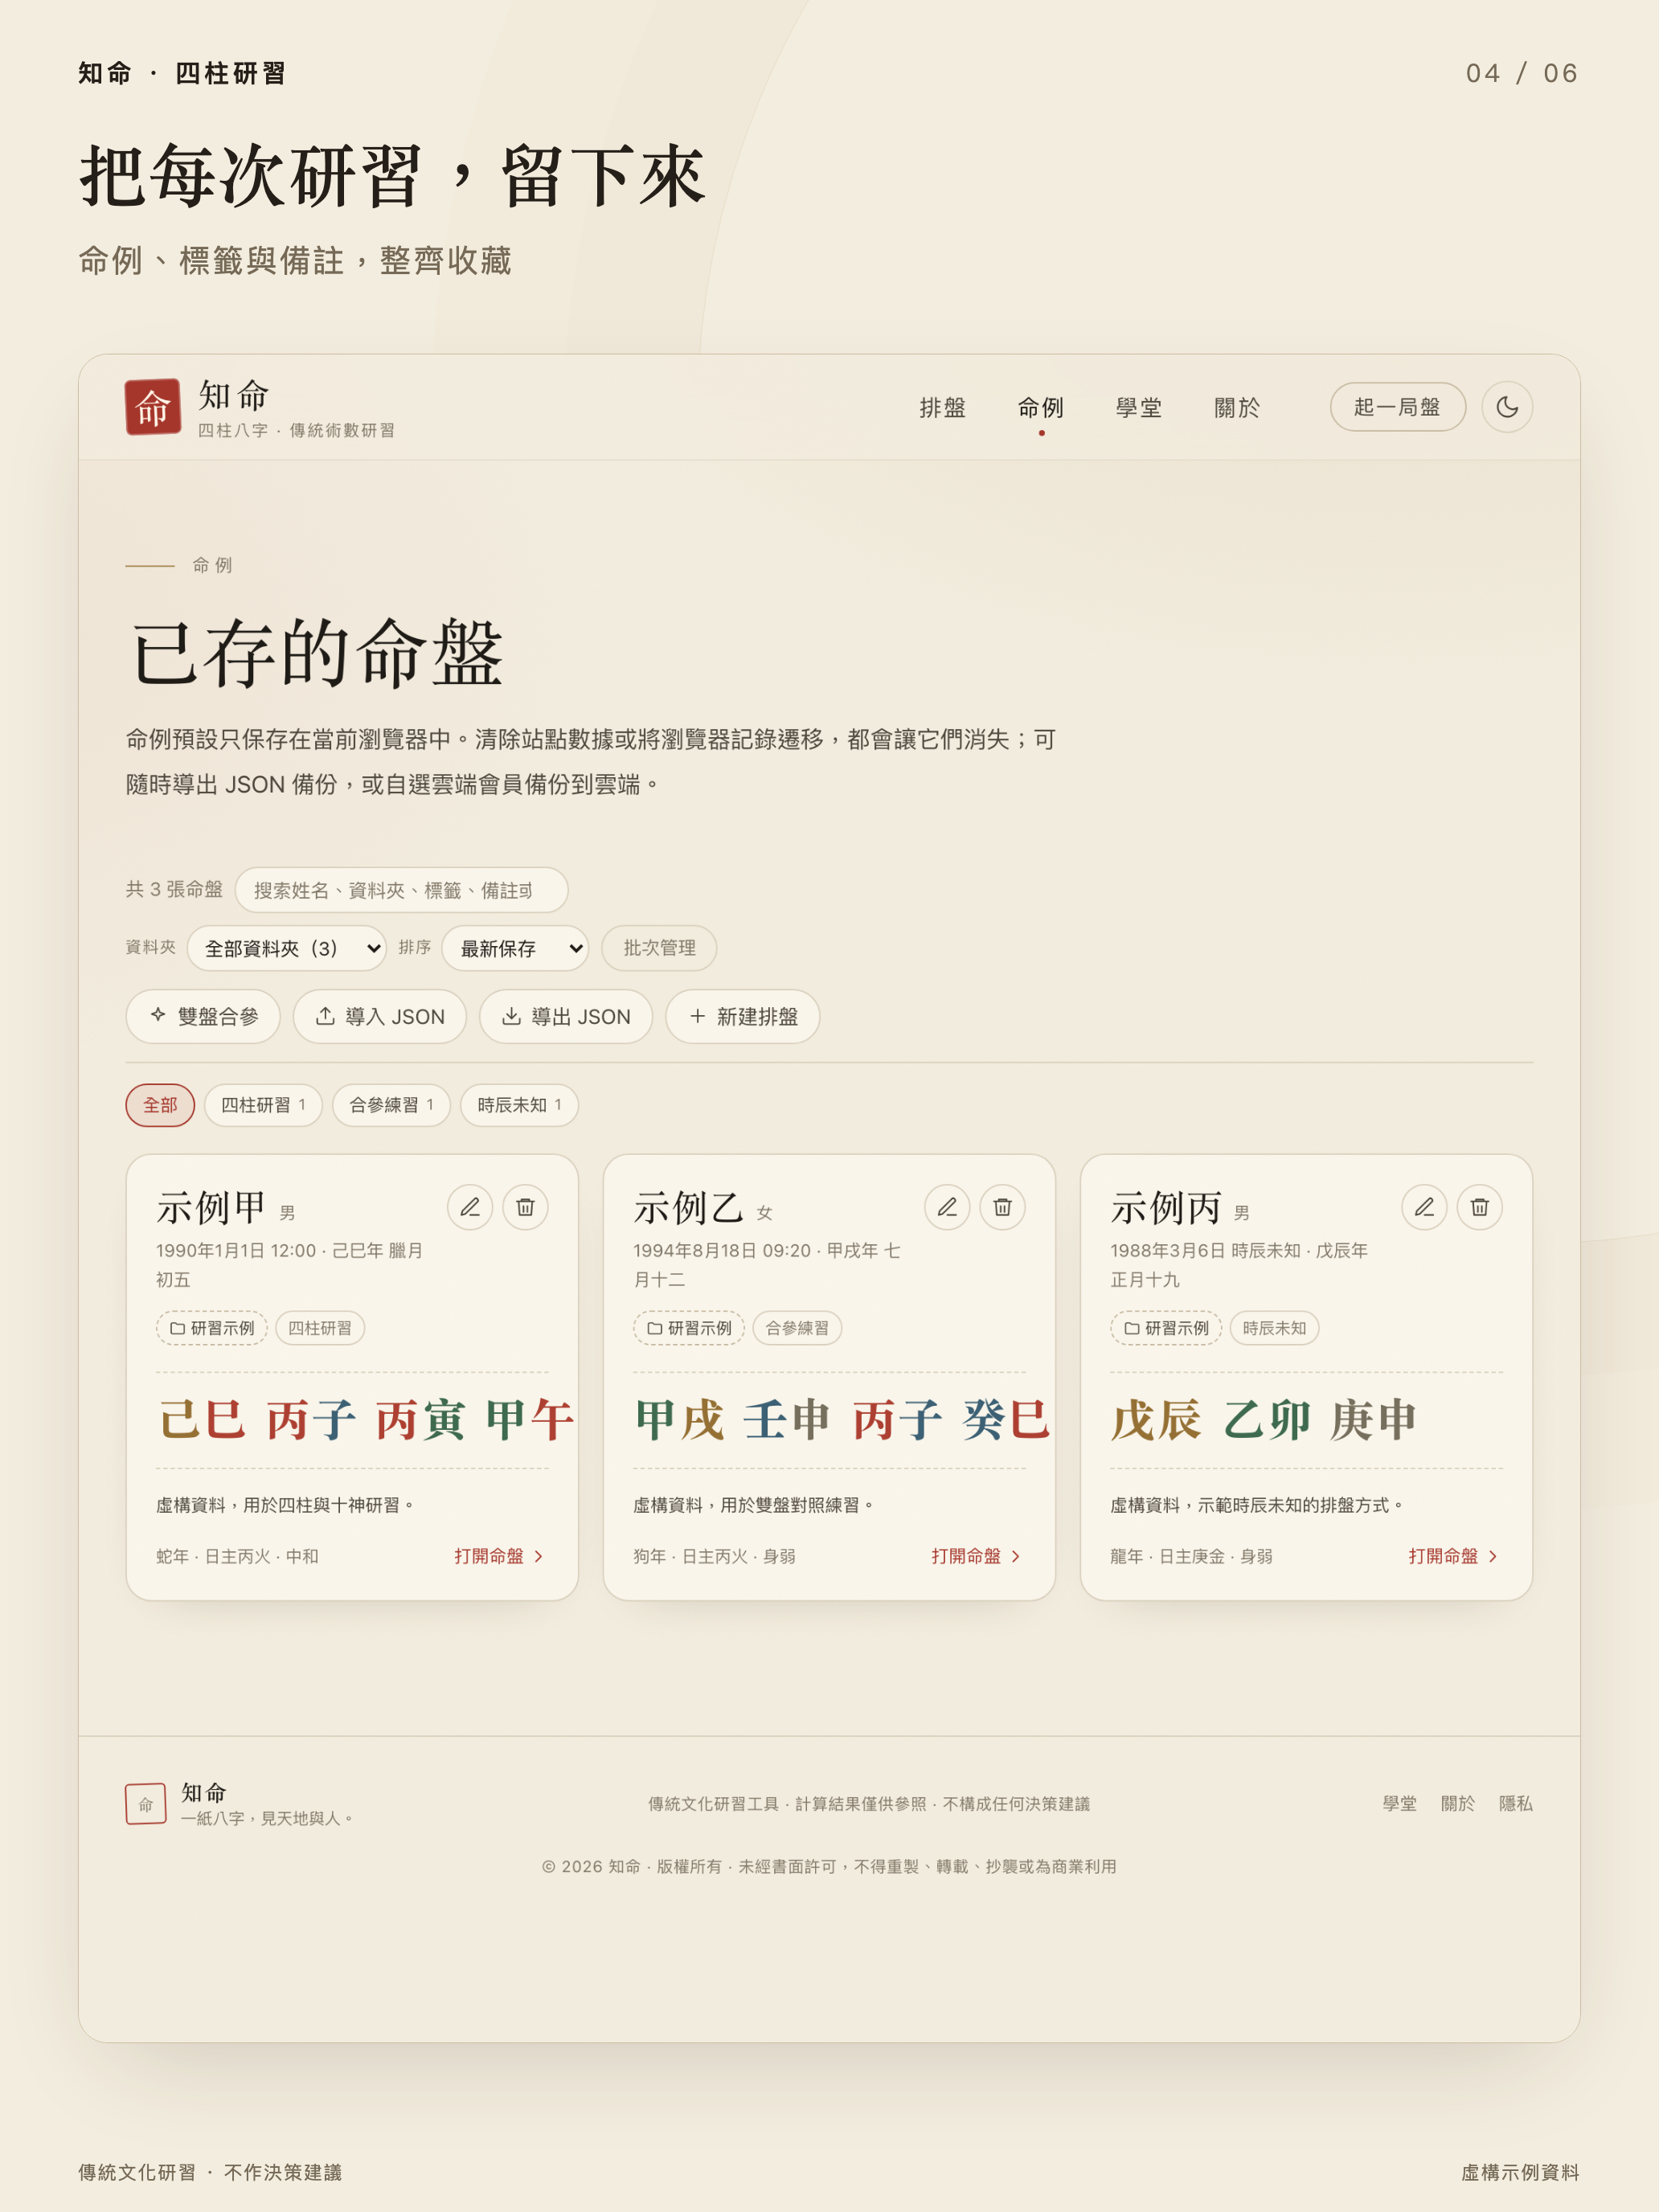 知命 · 四柱研習
04 / 06
把每次研習，留下來
命例、標籤與備註，整齊收藏
命
知命
四柱八字 · 傳統術數研習
排盤
命例
學堂
關於
起一局盤
命例
已存的命盤
命例預設只保存在當前瀏覽器中。清除站點數據或將瀏覽器記錄遷移，都會讓它們消失；可
隨時導出 JSON 備份，或自選雲端會員備份到雲端。
共 3 張命盤
搜索姓名、資料夾、標籤、備註
資料夾
全部資料夾（3）
排序
最新保存
批次管理
雙盤合參
導入 JSON
導出 JSON
新建排盤
全部
四柱研習 1
合參練習 1
時辰未知 1
示例甲 男
1990年1月1日 12:00 · 己巳年 臘月
初五
研習示例
四柱研習
己巳 丙子 丙寅 甲午
虛構資料，用於四柱與十神研習。
蛇年 · 日主丙火 · 中和
打開命盤
示例乙 女
1994年8月18日 09:20 · 甲戌年 七
月十二
研習示例
合參練習
甲戌 壬申 丙子 癸巳
虛構資料，用於雙盤對照練習。
狗年 · 日主丙火 · 身弱
打開命盤
示例丙 男
1988年3月6日 時辰未知 · 戊辰年
正月十九
研習示例
時辰未知
戊辰 乙卯 庚申
虛構資料，示範時辰未知的排盤方式。
龍年 · 日主庚金 · 身弱
打開命盤
命
知命
一紙八字，見天地與人。
傳統文化研習工具 · 計算結果僅供參照 · 不構成任何決策建議
學堂
關於
隱私
© 2026 知命 · 版權所有 · 未經書面許可，不得重製、轉載、抄襲或為商業利用
傳統文化研習 · 不作決策建議
虛構示例資料